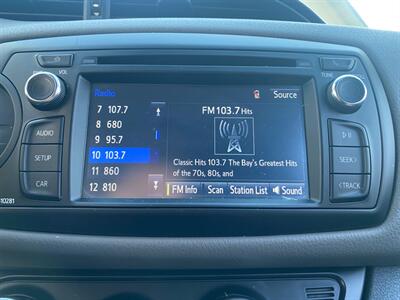 VOL
TUNE
Radio
Source
7 107.7
8 680
9 95.7
10 103.7
11 860
12 810
FM103.7 Hits
Classic Hits 103.7 The Bay's Greatest Hits
of the 70s, 80s, and
FM Info
Scan
Station List
Sound
AUDIO
SETUP
CAR
SEEK
TRACK
510281